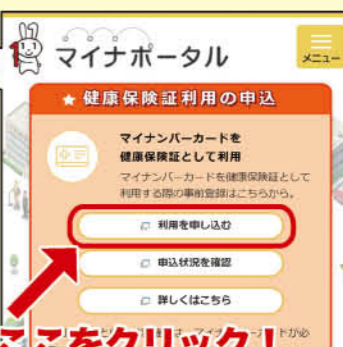 マイナポータル
メニュー
★ 健康保険証利用の申込
マイナンバーカードを
健康保険証として利用
マイナンバーカードを健康保険証として
利用する際の事前登録はこちらから。
利用を申し込む
申込状況を確認
詳しくはこちら
ここをクリック!